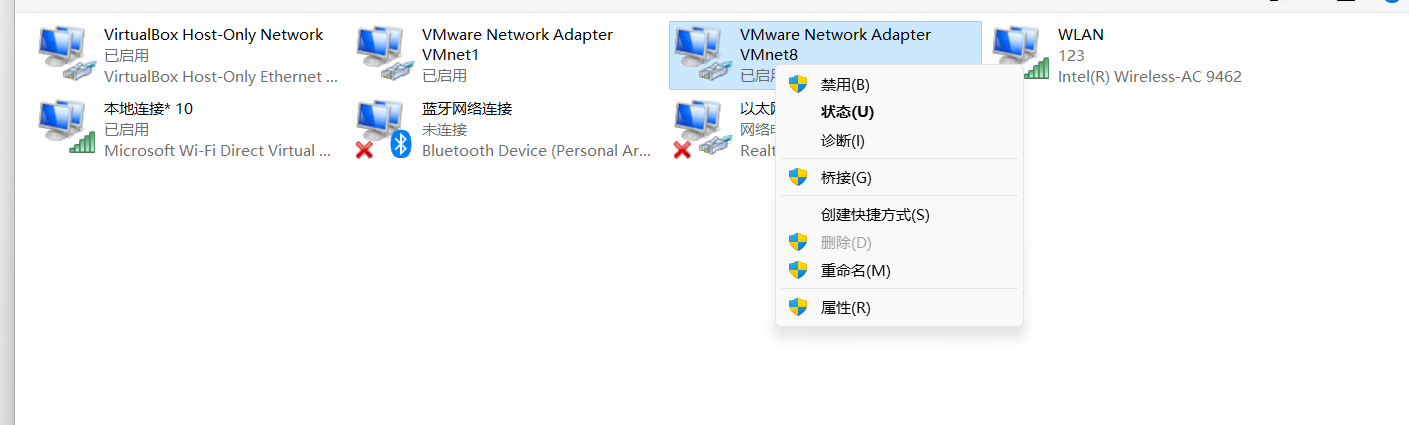 VirtualBox Host-Only Network
已启用
VirtualBox Host-Only Ethernet ...
VMware Network Adapter
VMnet1
已启用
VMware Network Adapter
VMnet8
已启
WLAN
123
Intel(R) Wireless-AC 9462
本地连接* 10
已启用
Microsoft Wi-Fi Direct Virtual ...
蓝牙网络连接
未连接
Bluetooth Device (Personal Ar...
以太
网络
Realt
禁用(B)
状态(U)
诊断(I)
桥接(G)
创建快捷方式(S)
删除(D)
重命名(M)
属性(R)